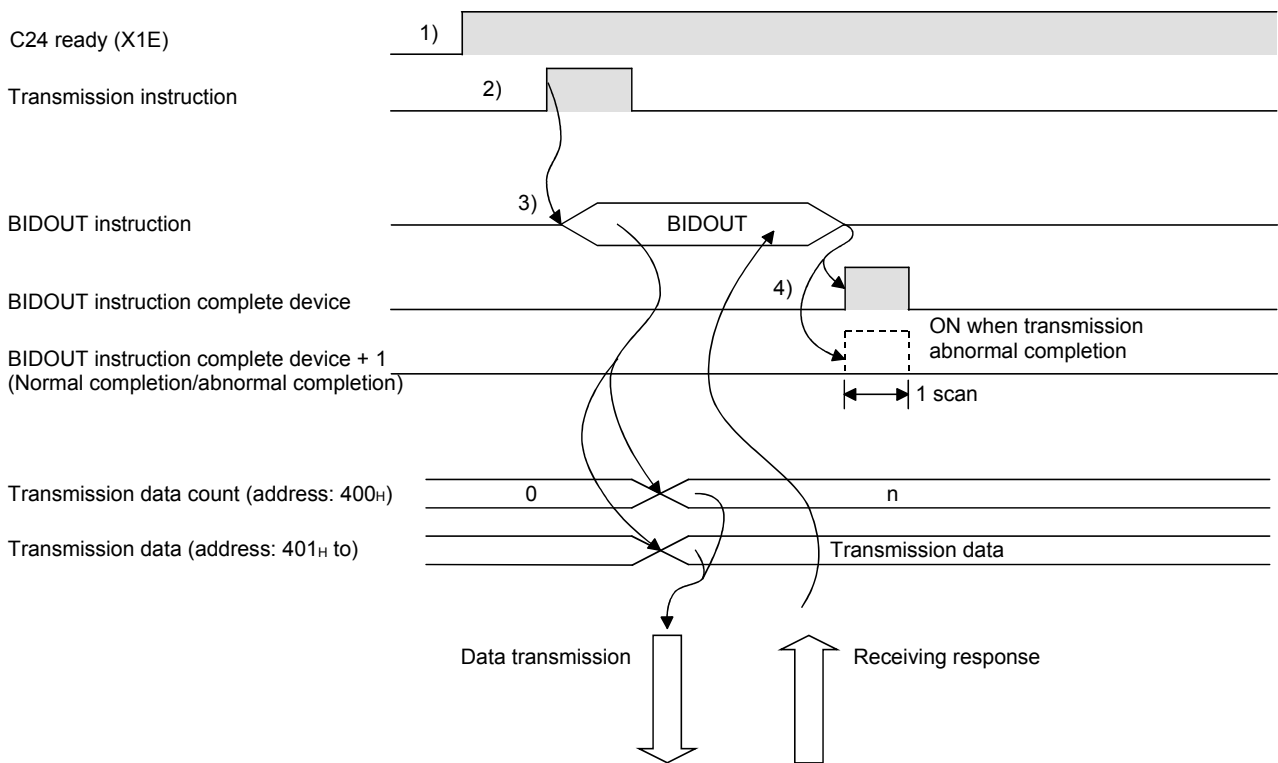 C24 ready (X1E)
1)
Transmission instruction
2)
BIDOUT instruction
3)
BIDOUT
BIDOUT instruction complete device
4)
BIDOUT instruction complete device + 1
(Normal completion/abnormal completion)
ON when transmission
abnormal completion
1 scan
Transmission data count (address: 400H)
0
n
Transmission data (address: 401H to)
Transmission data
Data transmission
Receiving response